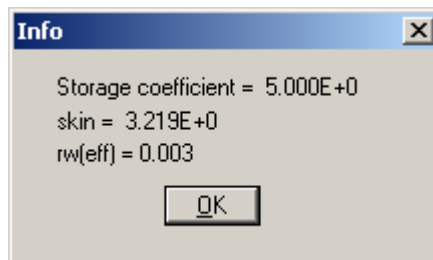 Info
Storage coefficient = 5.000E+0
skin = 3.219E+0
rw(eff) = 0.003
OK